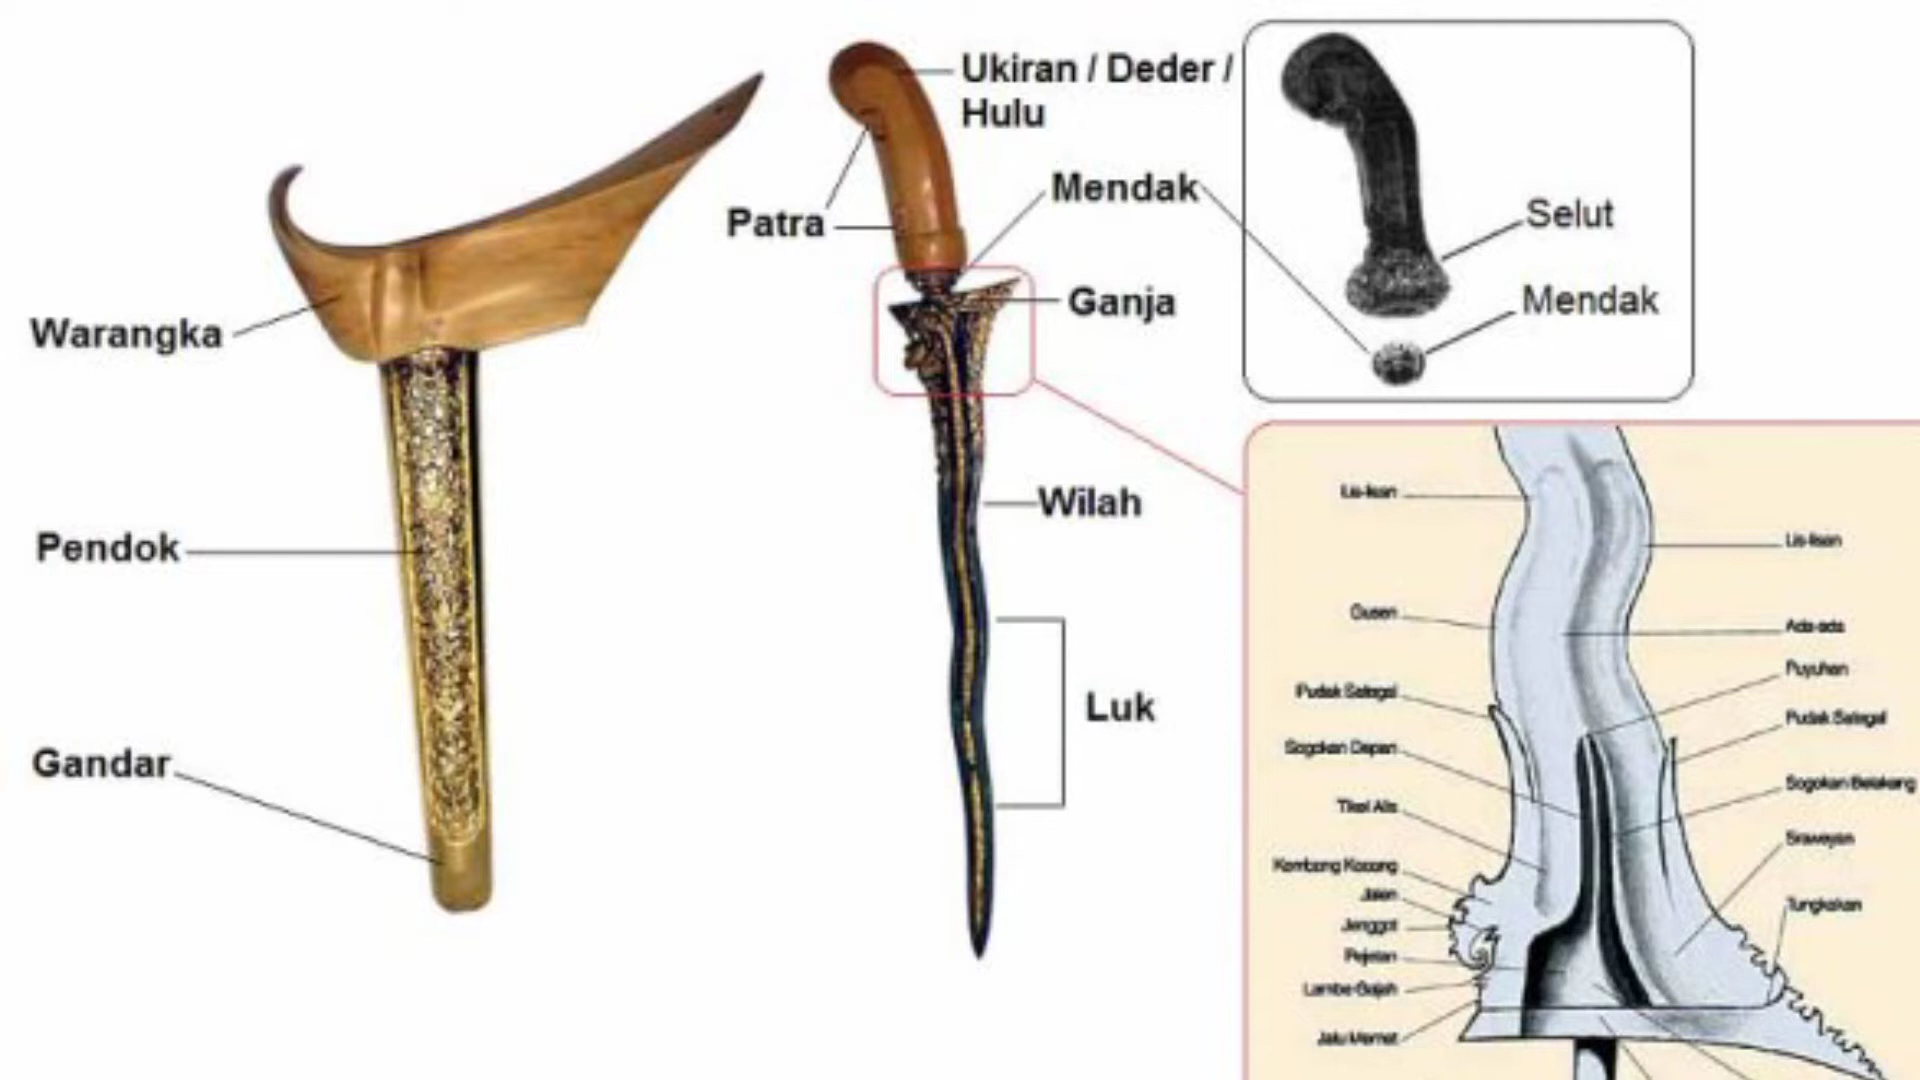 Ukiran / Deder /
Hulu
Mendak
Patra
Selut
Ganja
Mendak
Warangka
Wilah
Pendok
Luk
Gandar
Lis-lisan
Lis-lisan
Gusen
Ada-ada
Puyuhan
Pudak Sategal
Pudak Sategal
Sogokan Depan
Sogokan Belakang
Tikel Alis
Sraweyan
Kembang Kacang
Jalen
Tungkakan
Jenggot
Pejetan
Lambe Gajah
Jalu Memet